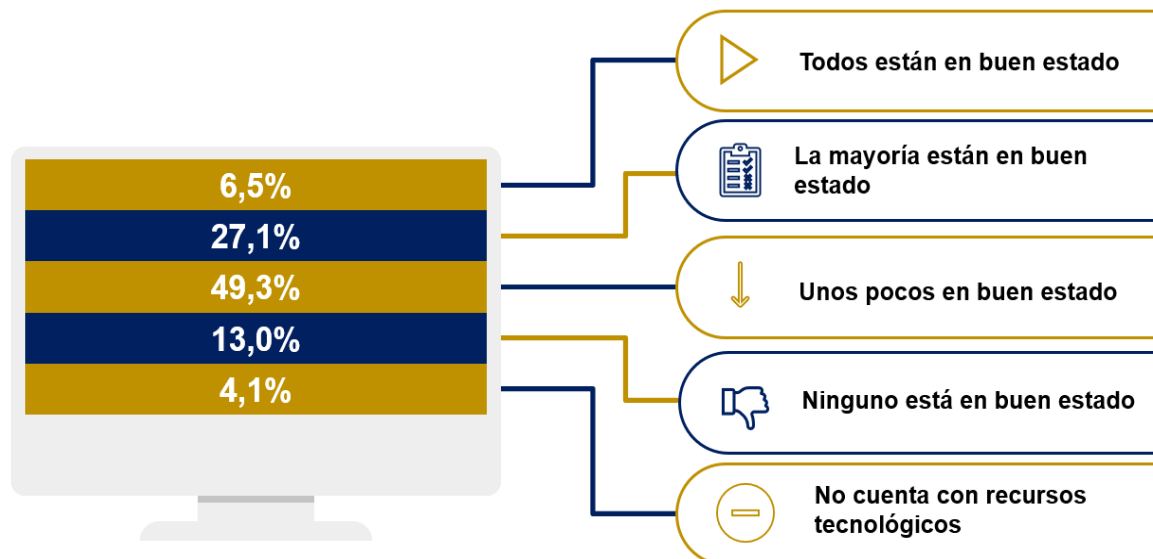 Todos están en buen estado
La mayoría están en buen
estado
6,5%
27,1%
49,3%
13,0%
4,1%
Unos pocos en buen estado
Ninguno está en buen estado
No cuenta con recursos
tecnológicos